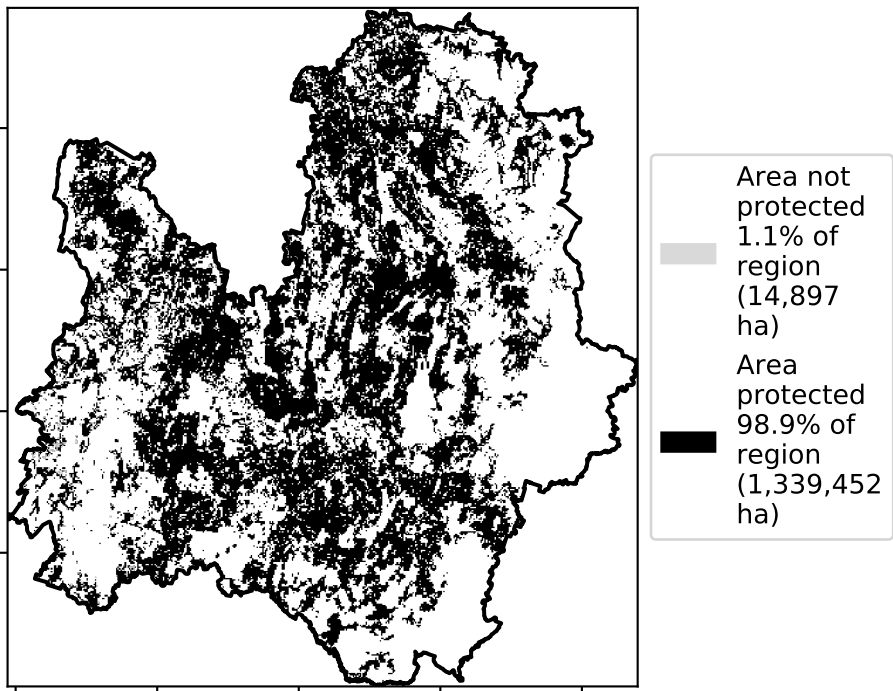 Area not
protected
1.1% of
region
(14,897
ha)
Area
protected
98.9% of
region
(1,339,452
ha)